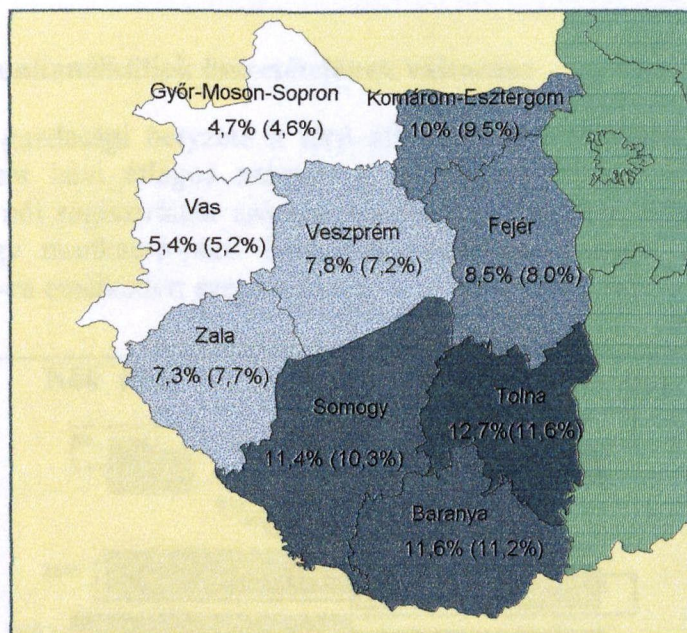 Győr-Moson-Sopron
4,7% (4,6%)
Komárom-Esztergom
10% (9,5%)
Vas
5,4% (5,2%)
Veszprém
7,8% (7,2%)
Fejér
8,5% (8,0%)
Zala
7,3% (7,7%)
Somogy
11,4% (10,3%)
Tolna
12,7%(11,6%)
Baranya
11,6% (11,2%)